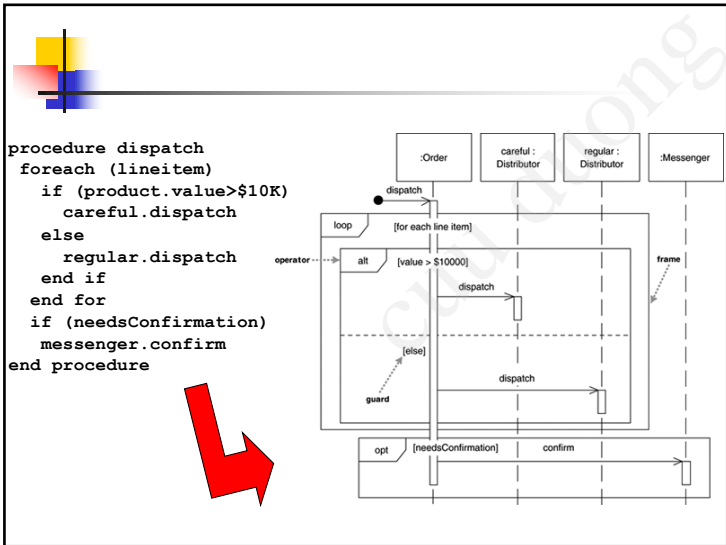 procedure dispatch
foreach (lineitem)
if (product.value>$10K)
careful.dispatch
else
regular.dispatch
end if
end for
if (needsConfirmation)
messenger.confirm
end procedure
:Order
careful :
Distributor
regular :
Distributor
:Messenger
dispatch
loop
[for each line item]
operator
alt
[value > $10000]
frame
dispatch
[else]
guard
dispatch
opt
[needsConfirmation]
confirm
cuu duong